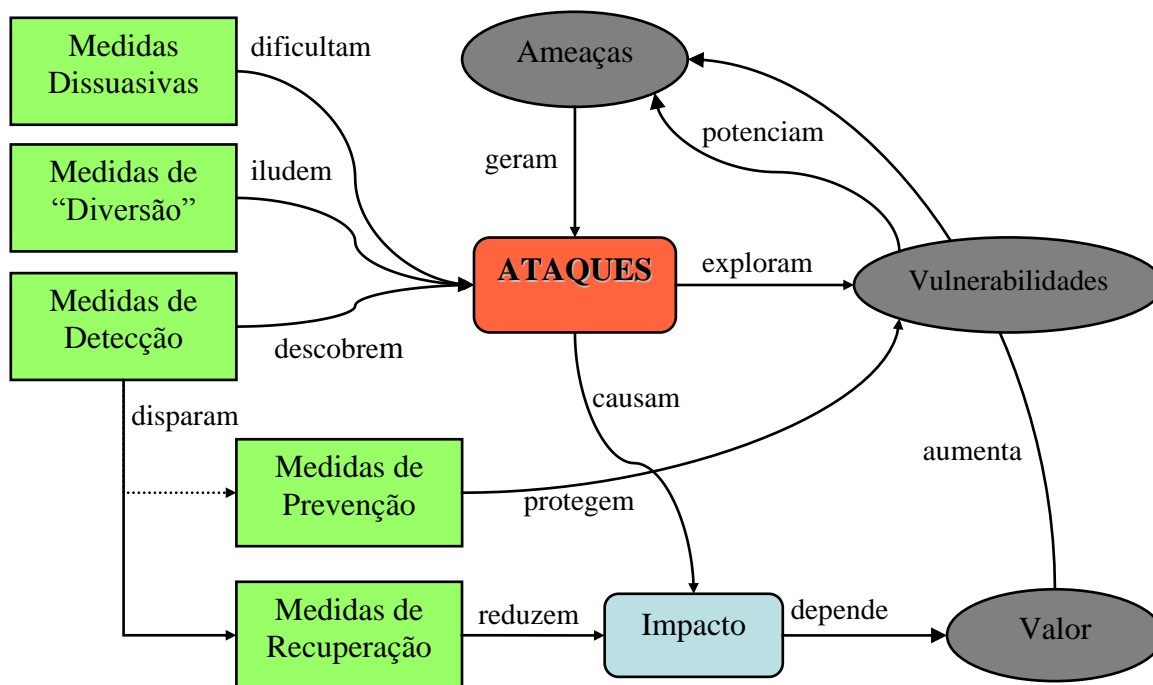 Medidas
Dissuasivas
dificultam
Ameaças
potenciam
Medidas de
“Diversão”
iludem
geram
ATAQUES
exploram
Vulnerabilidades
Medidas de
Detecção
descobrem
disparam
causam
aumenta
Medidas de
Prevenção
protegem
Medidas de
Recuperação
reduzem
Impacto
depende
Valor